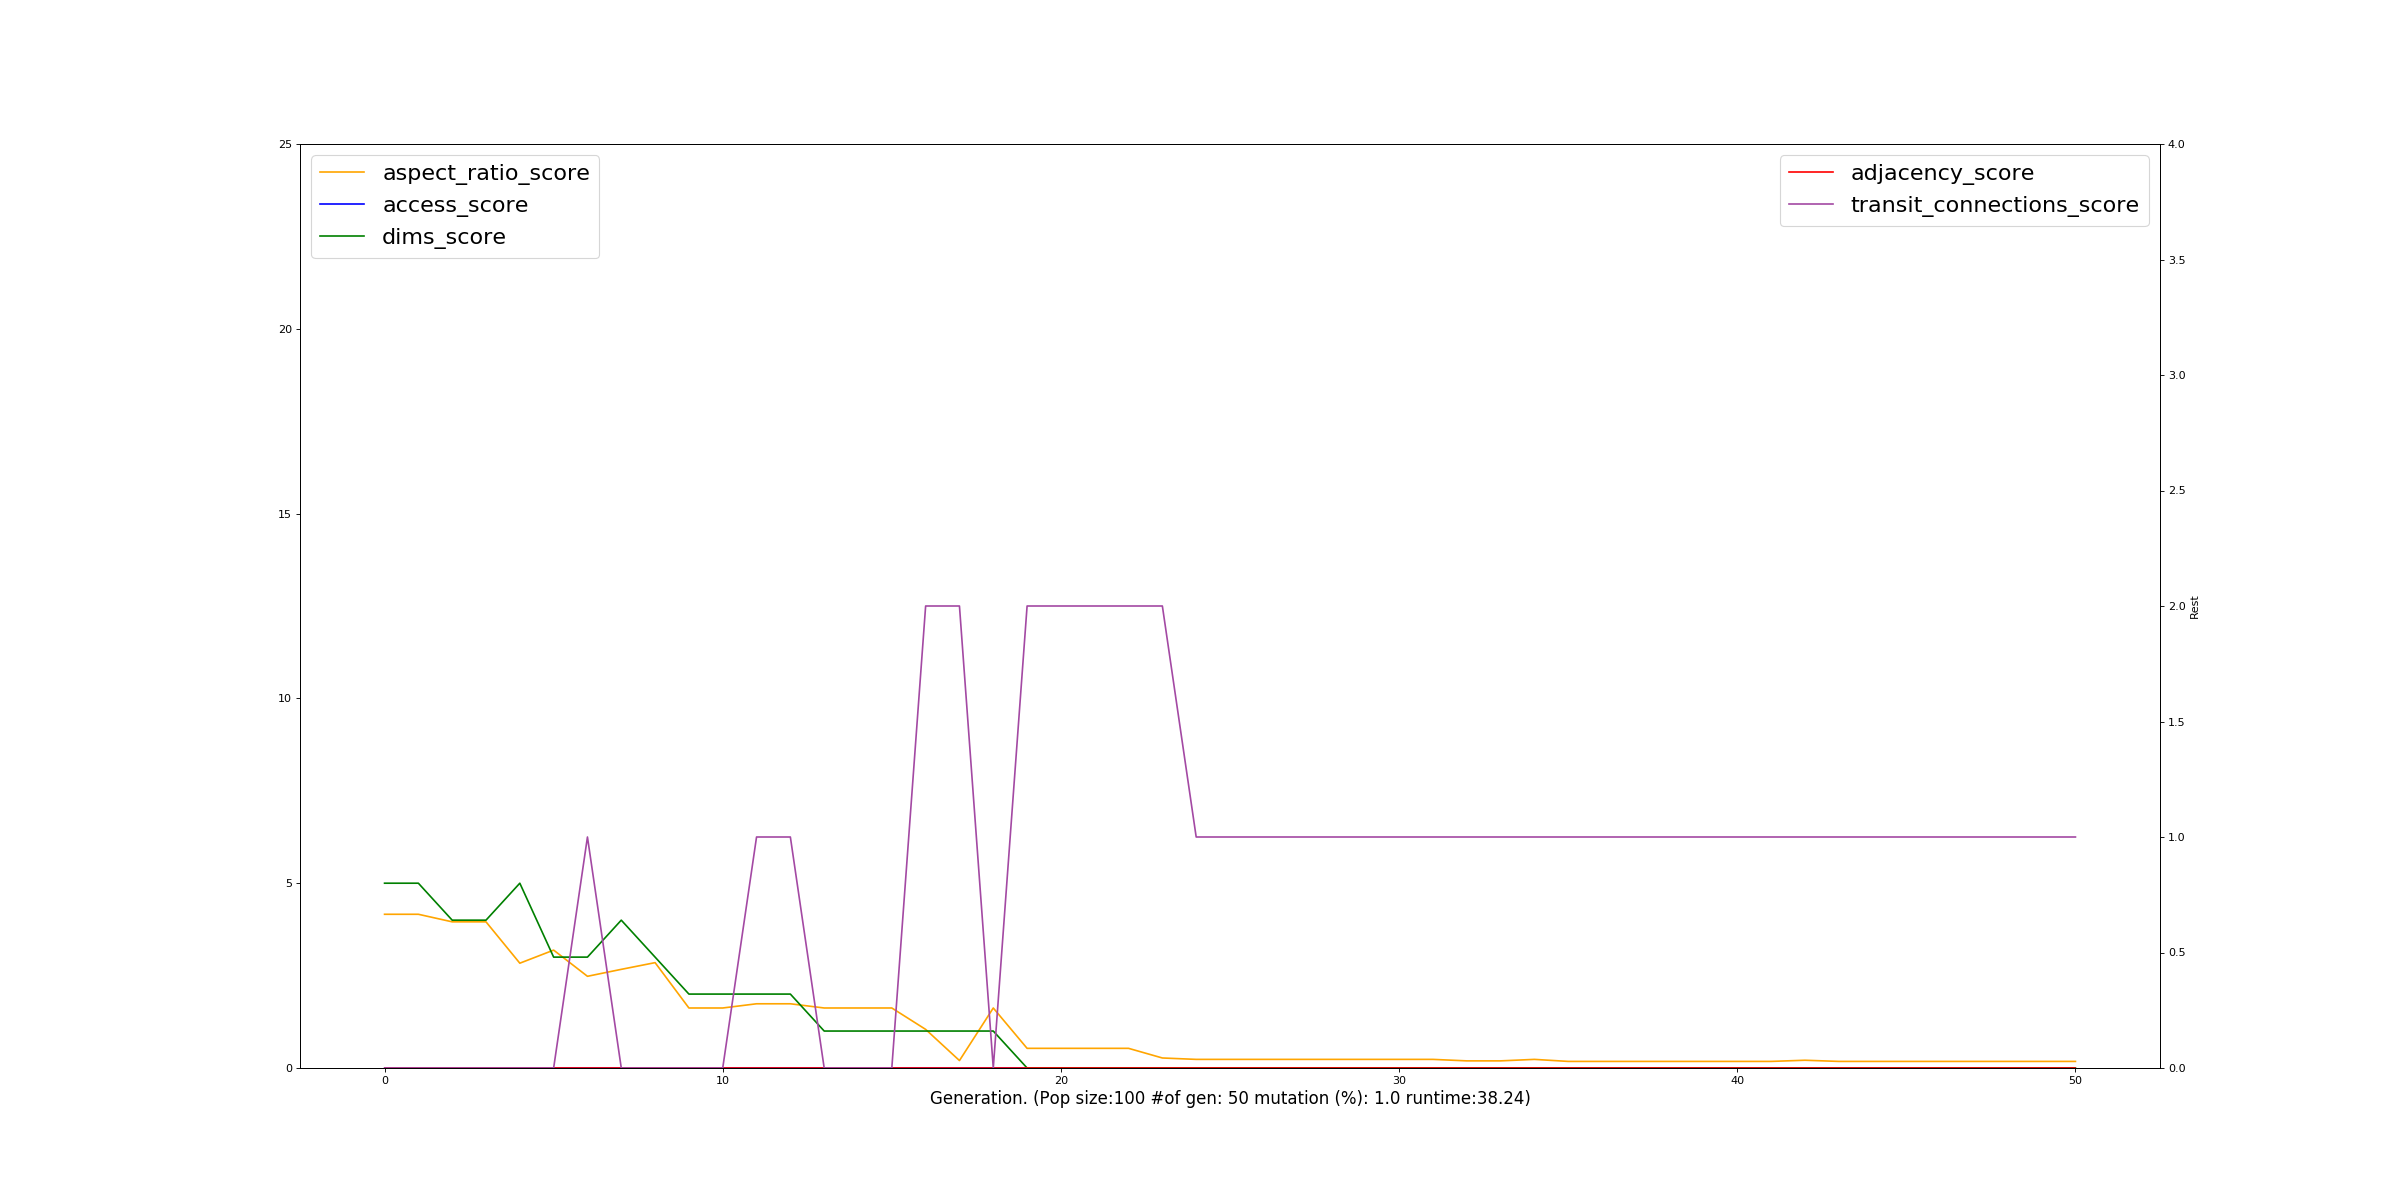 25
20
15
10
5
0
aspect_ratio_score
access_score
dims_score
adjacency_score
transit_connections_score
4.0
3.5
3.0
2.5
2.0
1.5
1.0
0.5
0.0
Rest
0 10 20 30 40 50
Generation. (Pop size:100 #of gen: 50 mutation (%): 1.0 runtime:38.24)